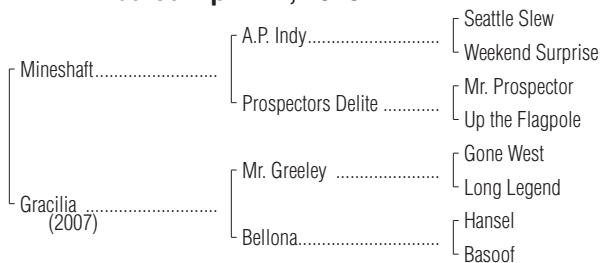 Seattle Slew
A.P. Indy
Weekend Surprise
Mineshaft
Mr. Prospector
Prospectors Delite
Up the Flagpole
Gone West
Mr. Greeley
Long Legend
Gracilia
(2007)
Hansel
Bellona
Basoof